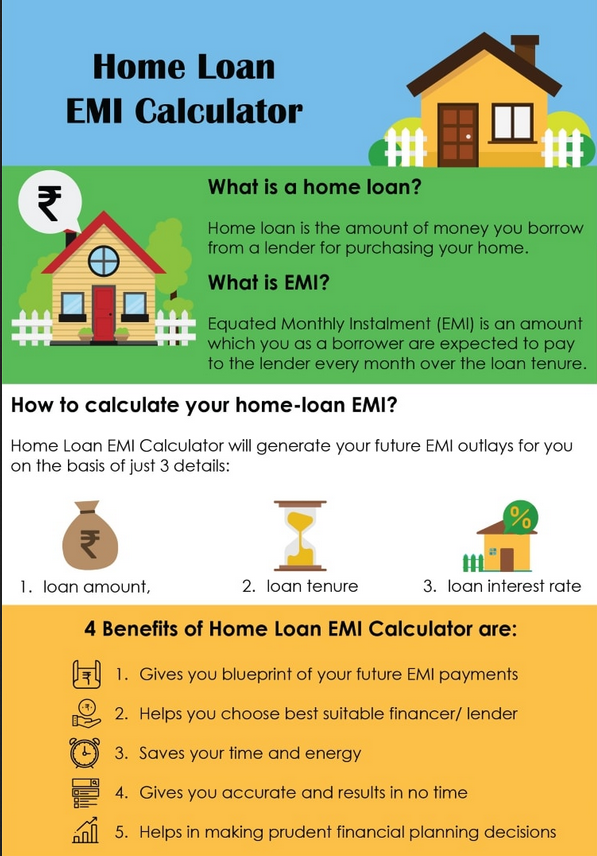 Home Loan
EMI Calculator
₹
What is a home loan?
Home loan is the amount of money you borrow
from a lender for purchasing your home.
What is EMI?
Equated Monthly Instalment (EMI) is an amount
which you as a borrower are expected to pay
to the lender every month over the loan tenure.
How to calculate your home-loan EMI?
Home Loan EMI Calculator will generate your future EMI outlays for you
on the basis of just 3 details:
₹
%
1. loan amount,
2. loan tenure
3. loan interest rate
4 Benefits of Home Loan EMI Calculator are:
₹
1. Gives you blueprint of your future EMI payments
₹
2. Helps you choose best suitable financer/ lender
3. Saves your time and energy
4. Gives you accurate and results in no time
5. Helps in making prudent financial planning decisions